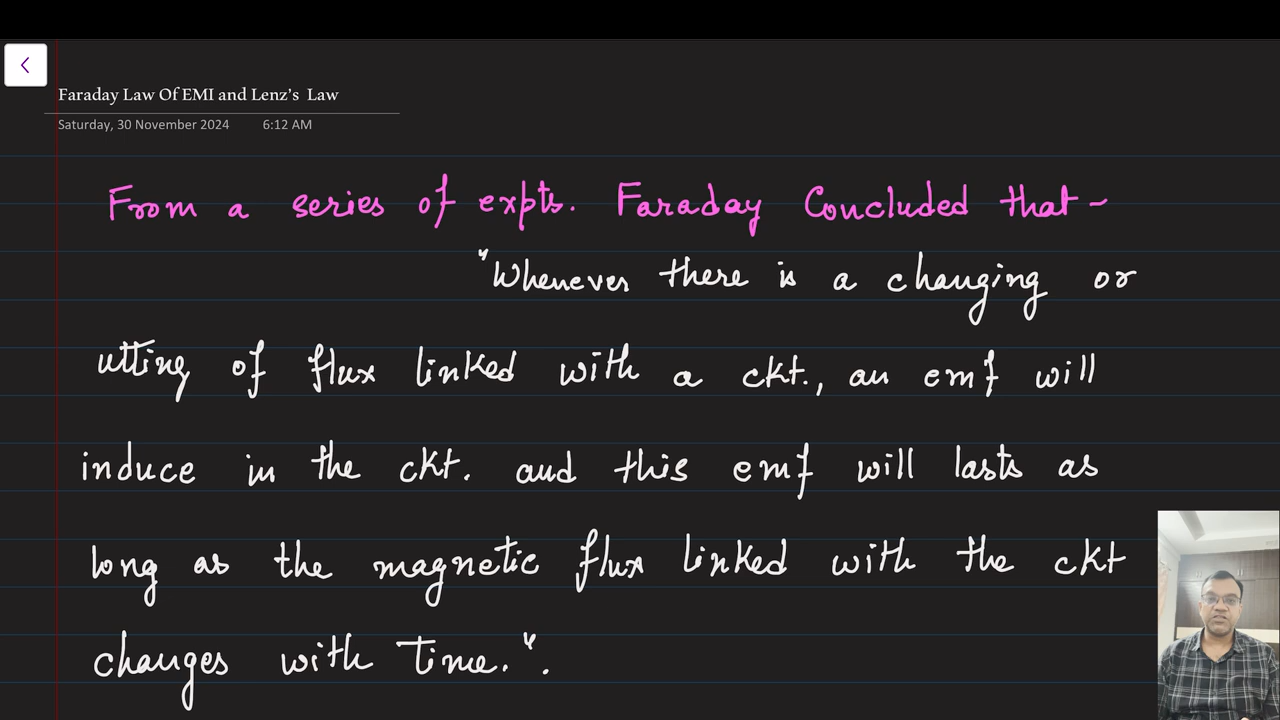 Faraday Law Of EMI and Lenz's Law
Saturday, 30 November 2024 6:12 AM
From a series of expts. Faraday Concluded that -
"Whenever there is a changing or
utting of flux linked with a ckt., an emf will
induce in the ckt. and this emf will lasts as
long as the magnetic flux linked with the ckt
changes with time.".